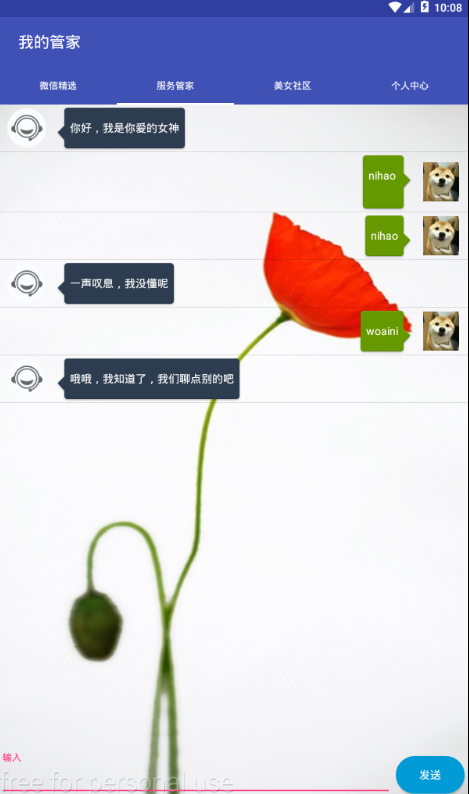 10:08
我的管家
微信精选
服务管家
美女社区
个人中心
你好，我是你爱的女神
nihao
nihao
一声叹息，我没懂呢
woaini
哦哦，我知道了，我们聊点别的吧
输入
free for personal use
发送